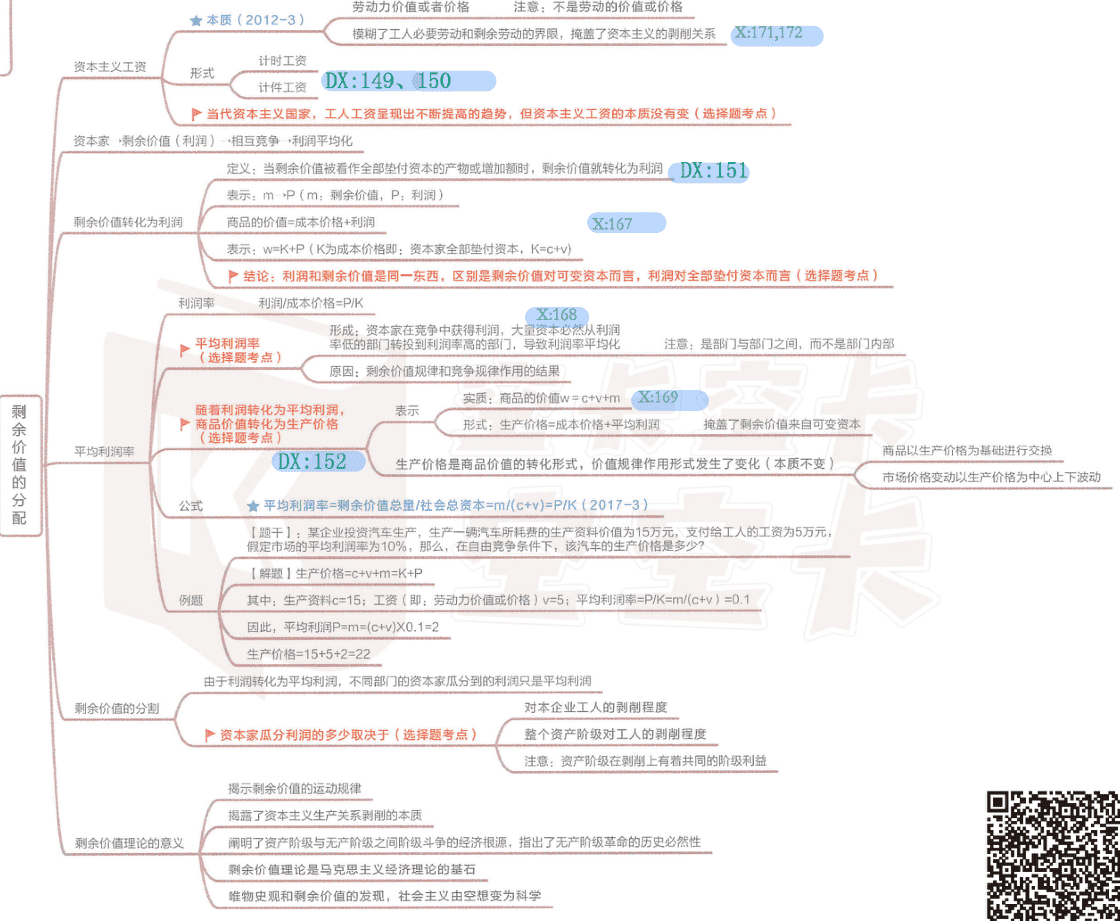 劳动力价值或者价格 注意：不是劳动的价值或价格
本质（2012-3）
模糊了工人必要劳动和剩余劳动的界限，掩盖了资本主义的剥削关系 X:171,172
资本主义工资
形式
计时工资
计件工资
DX:149、150
当代资本主义国家，工人工资呈现出不断提高的趋势，但资本主义工资的本质没有变（选择题考点）
资本家→剩余价值（利润）→相互竞争→利润平均化
定义：当剩余价值被看作全部垫付资本的产物或增加额时，剩余价值就转化为利润 DX:151
表示：m→P（m：剩余价值，P：利润）
剩余价值转化为利润
商品的价值=成本价格+利润 X:167
表示：w=K+P（K为成本价格即：资本家全部垫付资本，K=c+v)
结论：利润和剩余价值是同一东西，区别是剩余价值对可变资本而言，利润对全部垫付资本而言（选择题考点）
利润率 利润/成本价格=P/K
X:168
平均利润率
（选择题考点）
形成：资本家在竞争中获得利润，大量资本必然从利润
率低的部门转投到利润率高的部门，导致利润率平均化 注意：是部门与部门之间，而不是部门内部
原因：剩余价值规律和竞争规律作用的结果
随着利润转化为平均利润，
商品价值转化为生产价格
（选择题考点）
DX:152
表示
实质：商品的价值w＝c+v+m X:169
形式：生产价格=成本价格+平均利润 掩盖了剩余价值来自可变资本
生产价格是商品价值的转化形式，价值规律作用形式发生了变化（本质不变）
商品以生产价格为基础进行交换
市场价格变动以生产价格为中心上下波动
平均利润率
剩余价值的分配
公式 平均利润率=剩余价值总量/社会总资本=m/(c+v)=P/K（2017-3）
【题干】：某企业投资汽车生产，生产一辆汽车所耗费的生产资料价值为15万元，支付给工人的工资为5万元，
假定市场的平均利润率为10%，那么，在自由竞争条件下，该汽车的生产价格是多少？
【解题】生产价格=c+v+m=K+P
例题
其中：生产资料c=15；工资（即：劳动力价值或价格）v=5；平均利润率=P/K=m/(c+v）=0.1
因此，平均利润P=m=(c+v)X0.1=2
生产价格=15+5+2=22
由于利润转化为平均利润，不同部门的资本家瓜分到的利润只是平均利润
剩余价值的分割
资本家瓜分利润的多少取决于（选择题考点）
对本企业工人的剥削程度
整个资产阶级对工人的剥削程度
注意：资产阶级在剥削上有着共同的阶级利益
揭示剩余价值的运动规律
揭露了资本主义生产关系剥削的本质
剩余价值理论的意义
阐明了资产阶级与无产阶级之间阶级斗争的经济根源，指出了无产阶级革命的历史必然性
剩余价值理论是马克思主义经济理论的基石
唯物史观和剩余价值的发现，社会主义由空想变为科学